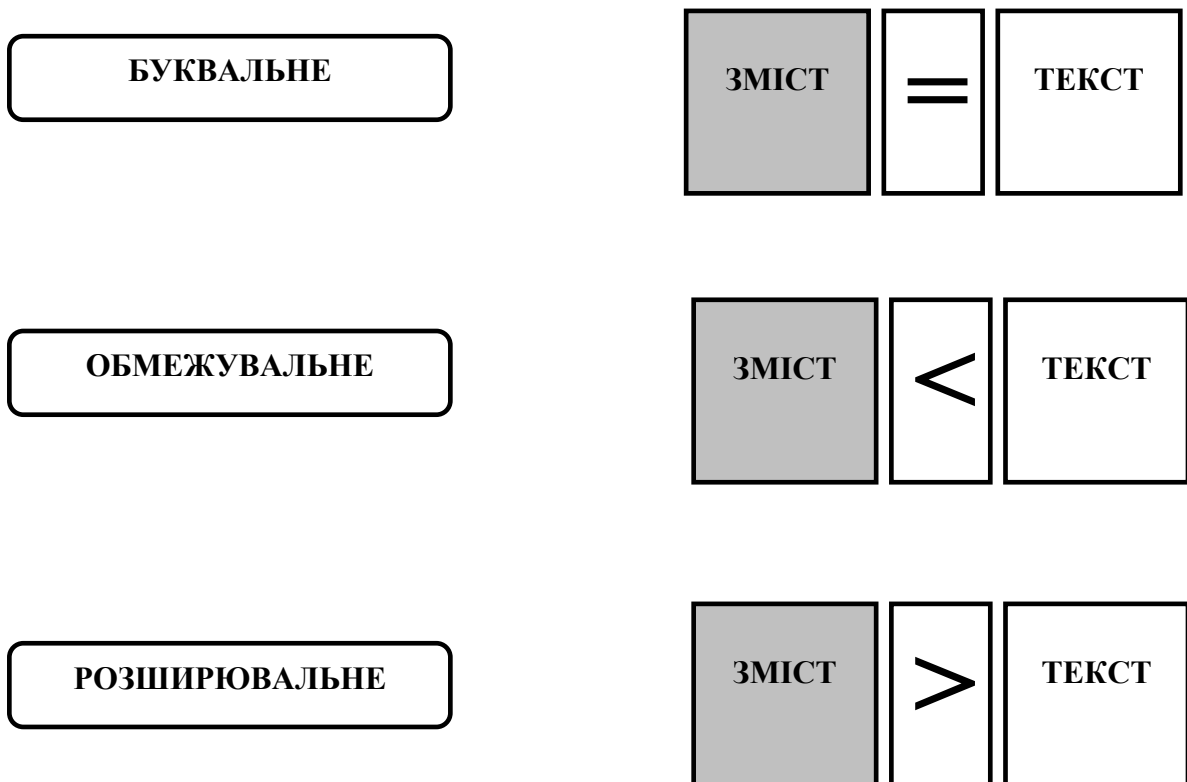 БУКВАЛЬНЕ ЗМІСТ = ТЕКСТ
ОБМЕЖУВАЛЬНЕ ЗМІСТ < ТЕКСТ
РОЗШИРЮВАЛЬНЕ ЗМІСТ > ТЕКСТ